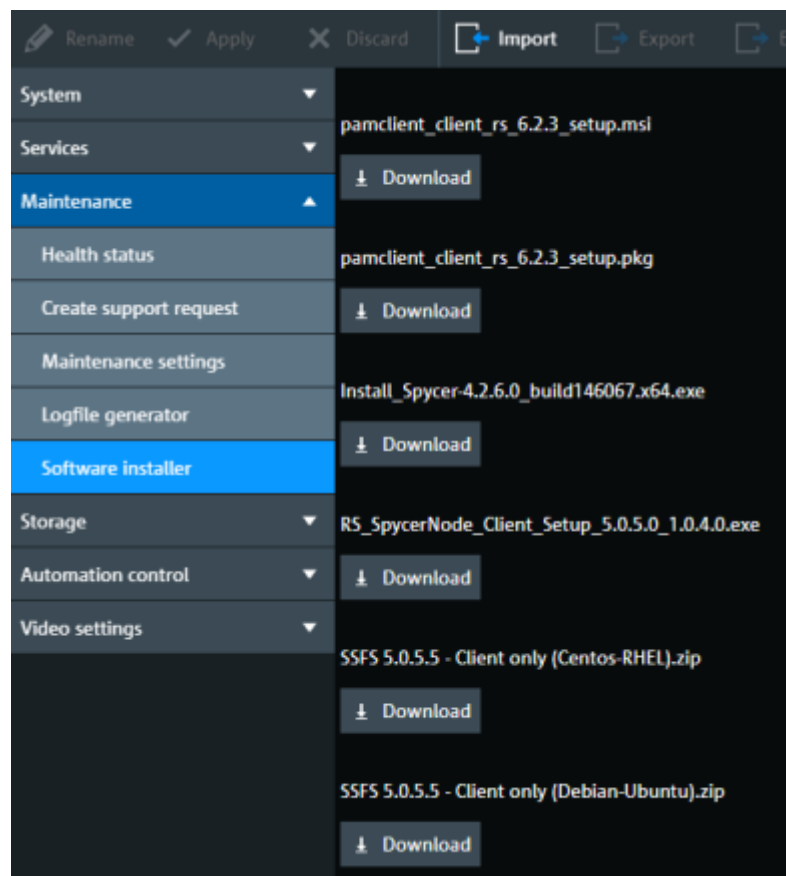 Rename Apply Discard Import Export E
System
Services
Maintenance
Health status
Create support request
Maintenance settings
Logfile generator
Software installer
Storage
Automation control
Video settings
pamclient_client_rs_6.2.3_setup.msi
Download
pamclient_client_rs_6.2.3_setup.pkg
Download
Install_Spycer-4.2.6.0_build146067.x64.exe
Download
RS_SpycerNode_Client_Setup_5.0.5.0_1.0.4.0.exe
Download
SSFS 5.0.5.5 - Client only (Centos-RHEL).zip
Download
SSFS 5.0.5.5 - Client only (Debian-Ubuntu).zip
Download